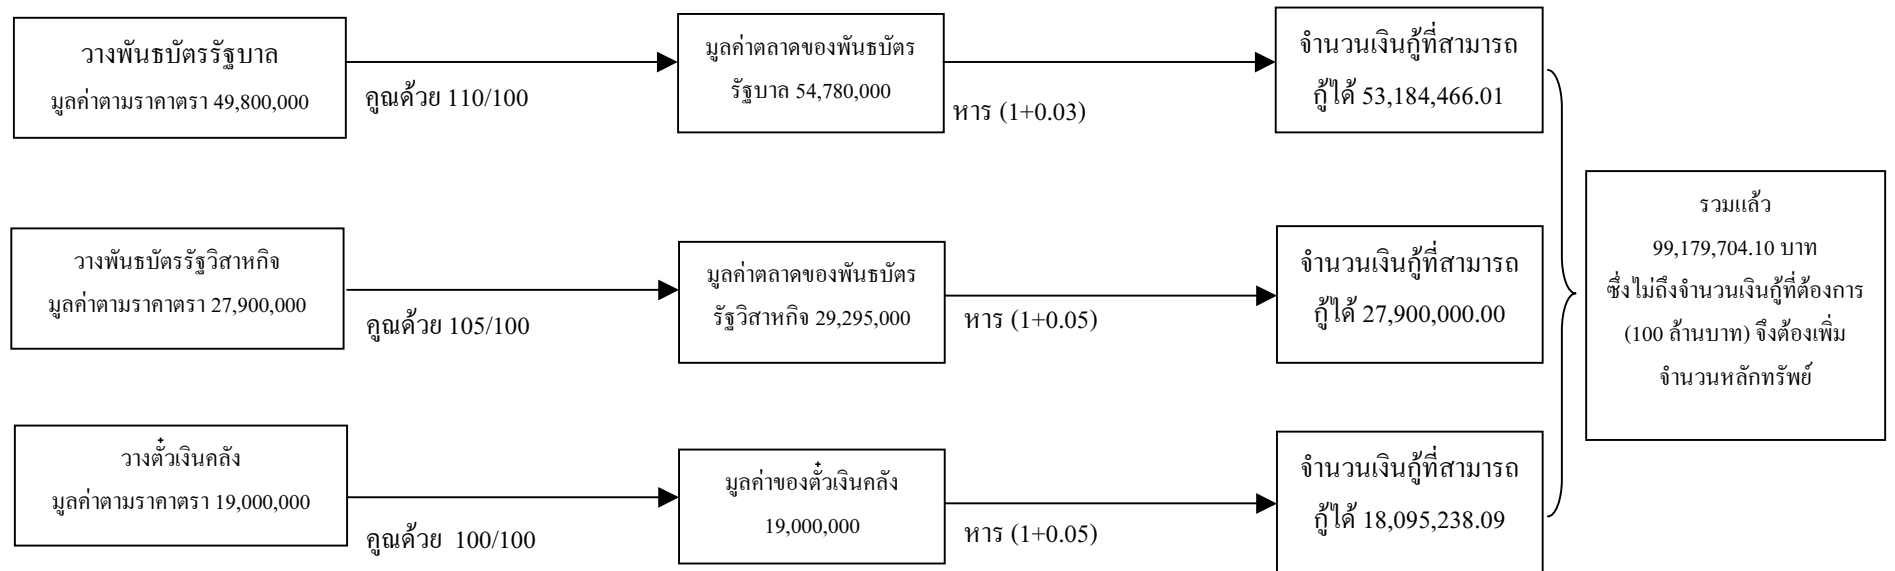 วางพันธบัตรรัฐบาล
มูลค่าตามราคาตรา 49,800,000
คูณด้วย 110/100
มูลค่าตลาดของพันธบัตร
รัฐบาล 54,780,000
หาร (1+0.03)
จำนวนเงินกู้ที่สามารถ
กู้ได้ 53,184,466.01
วางพันธบัตรรัฐวิสาหกิจ
มูลค่าตามราคาตรา 27,900,000
คูณด้วย 105/100
มูลค่าตลาดของพันธบัตร
รัฐวิสาหกิจ 29,295,000
หาร (1+0.05)
จำนวนเงินกู้ที่สามารถ
กู้ได้ 27,900,000.00
วางตั๋วเงินคลัง
มูลค่าตามราคาตรา 19,000,000
คูณด้วย 100/100
มูลค่าของตั๋วเงินคลัง
19,000,000
หาร (1+0.05)
จำนวนเงินกู้ที่สามารถ
กู้ได้ 18,095,238.09
รวมแล้ว
99,179,704.10 บาท
ซึ่งไม่ถึงจำนวนเงินกู้ที่ต้องการ
(100 ล้านบาท) จึงต้องเพิ่ม
จำนวนหลักทรัพย์